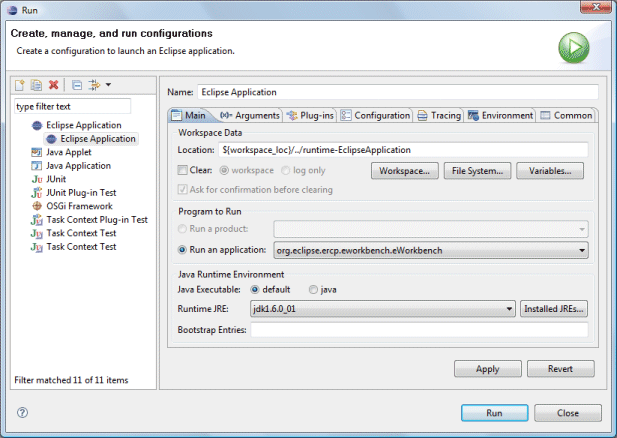 Run
Create, manage, and run configurations
Create a configuration to launch an Eclipse application.
type filter text
Eclipse Application
Eclipse Application
Java Applet
Java Application
JUnit
JUnit Plug-in Test
OSGi Framework
Task Context Plug-in Test
Task Context Test
Task Context Test
Filter matched 11 of 11 items
Name: Eclipse Application
Main Arguments Plug-ins Configuration Tracing Environment Common
Workspace Data
Location: ${workspace_loc}/../runtime-EclipseApplication
Clear: workspace log only Workspace... File System... Variables...
Ask for confirmation before clearing
Program to Run
Run a product:
Run an application: org.eclipse.ercp.eworkbench.eWorkbench
Java Runtime Environment
Java Executable: default java
Runtime JRE: jdk1.6.0_01 Installed JREs...
Bootstrap Entries:
Apply Revert
? Run Close